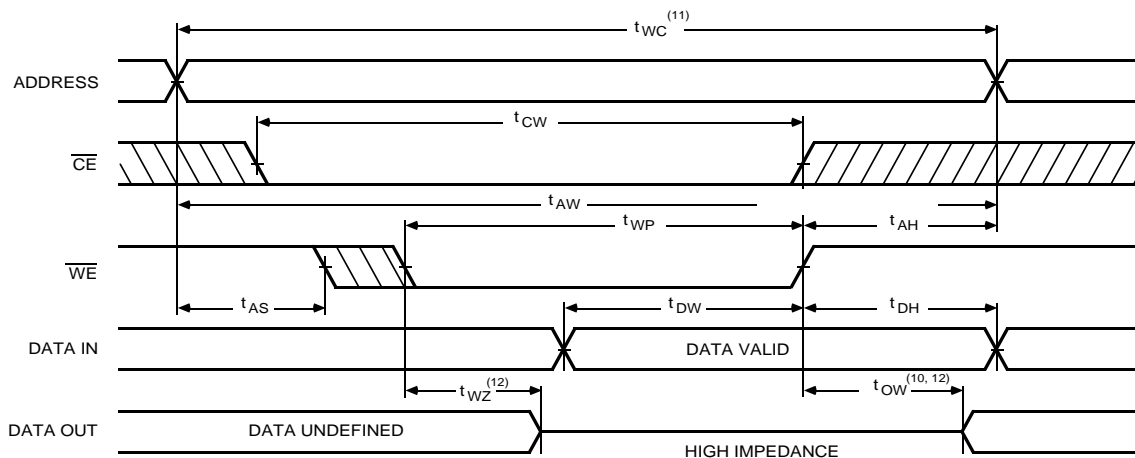 tWC(11)
ADDRESS
tCW
CE
tAW
tWP
tAH
WE
tAS
tDW
tDH
DATA IN
DATA VALID
tWZ(12)
tOW(10, 12)
DATA OUT
DATA UNDEFINED
HIGH IMPEDANCE